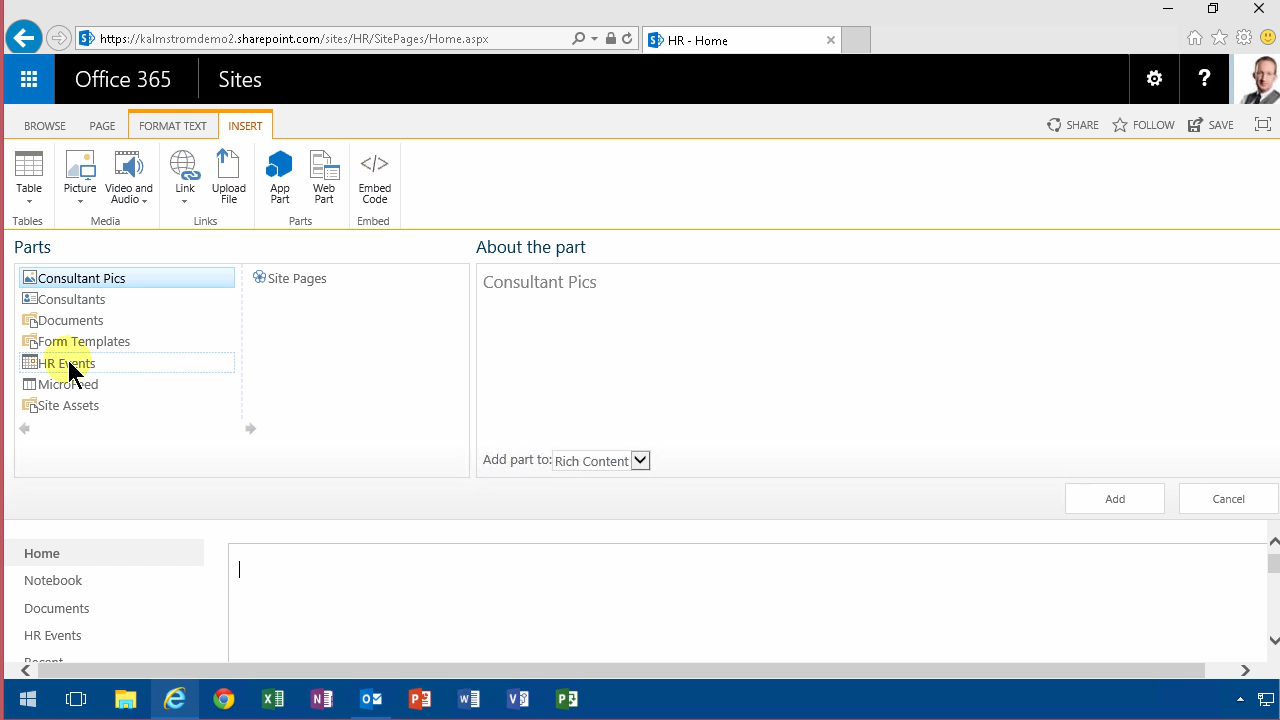 https://kalmstromdemo2.sharepoint.com/sites/HR/SitePages/Home.aspx
HR - Home
Office 365
Sites
?
BROWSE
PAGE
FORMAT TEXT
INSERT
SHARE
FOLLOW
SAVE
Table
Picture
Video and
Audio
Link
Upload
File
App
Part
Web
Part
Embed
Code
Tables
Media
Links
Parts
Embed
Parts
Consultant Pics
Consultants
Documents
Form Templates
HR Events
MicroFeed
Site Assets
Site Pages
About the part
Consultant Pics
Add part to: Rich Content
Add
Cancel
Home
Notebook
Documents
HR Events
Recent